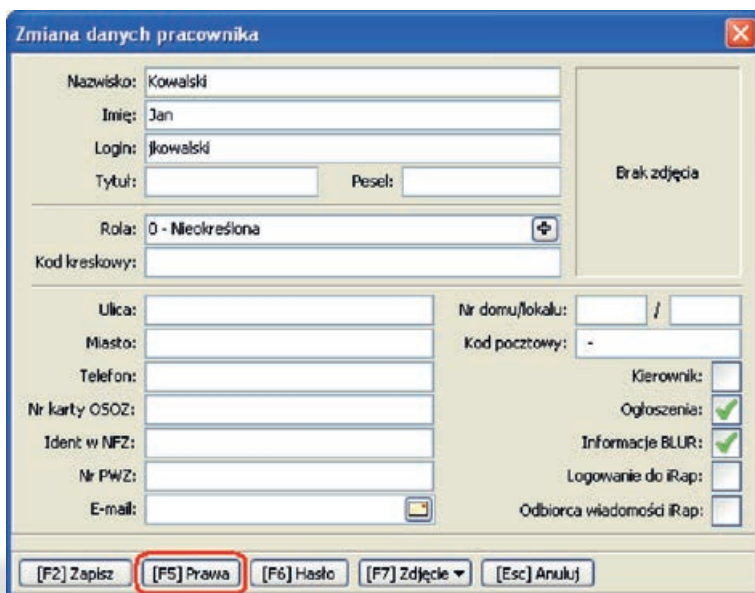 Zmiana danych pracownika
Nazwisko: Kowalski
Imię: Jan
Login: jkowalski
Tytuł: Pesel:
Brak zdjęcia
Rola: 0 - Nieokreślona
Kod kreskowy:
Ulica: Nr domu/lokalu: /
Miasto: Kod pocztowy: -
Telefon: Kierownik:
Nr karty OSOZ: Ogłoszenia:
Ident w NFZ: Informacje BLUR:
Nr PWZ: Logowanie do iRap:
E-mail: Odbiorca wiadomości iRap:
[F2] Zapisz [F5] Prawa [F6] Hasło [F7] Zdjęcie [Esc] Anuluj